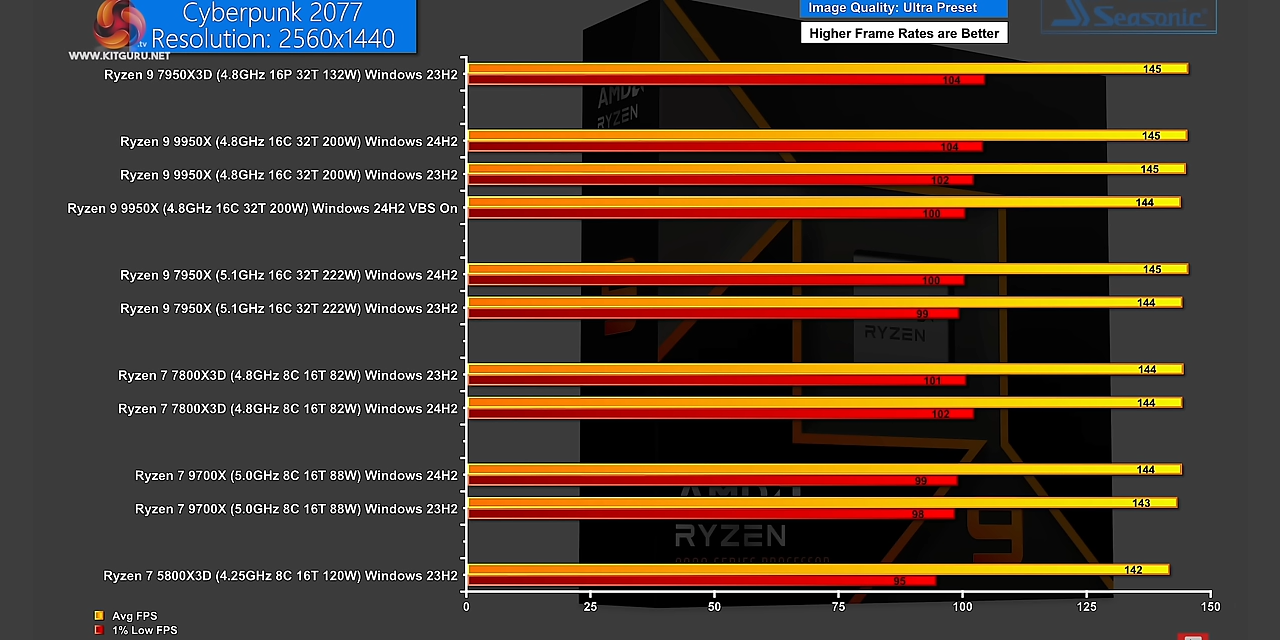 Cyberpunk 2077
Resolution: 2560x1440
.tv
WWW.KITGURU.NET
Image Quality: Ultra Preset
Higher Frame Rates are Better
Seasonic
Ryzen 9 7950X3D (4.8GHz 16P 32T 132W) Windows 23H2
145
104
AMD
RYZEN
Ryzen 9 9950X (4.8GHz 16C 32T 200W) Windows 24H2
145
104
Ryzen 9 9950X (4.8GHz 16C 32T 200W) Windows 23H2
145
102
Ryzen 9 9950X (4.8GHz 16C 32T 200W) Windows 24H2 VBS On
144
100
Ryzen 9 7950X (5.1GHz 16C 32T 222W) Windows 24H2
145
100
Ryzen 9 7950X (5.1GHz 16C 32T 222W) Windows 23H2
144
99
RYZEN
Ryzen 7 7800X3D (4.8GHz 8C 16T 82W) Windows 23H2
144
101
Ryzen 7 7800X3D (4.8GHz 8C 16T 82W) Windows 24H2
144
102
Ryzen 7 9700X (5.0GHz 8C 16T 88W) Windows 24H2
144
99
Ryzen 7 9700X (5.0GHz 8C 16T 88W) Windows 23H2
143
98
AMD
RYZEN
9
Ryzen 7 5800X3D (4.25GHz 8C 16T 120W) Windows 23H2
142
95
0 25 50 75 100 125 150
Avg FPS
1% Low FPS